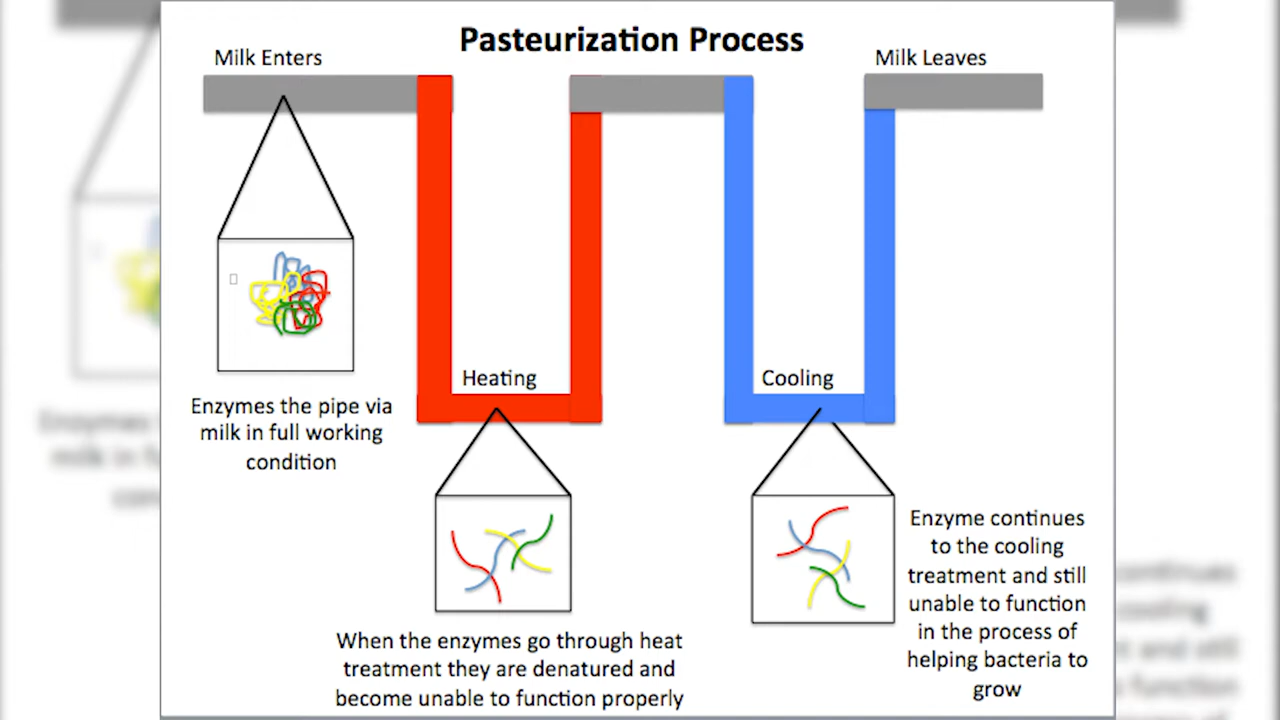 Pasteurization Process
Milk Enters
Milk Leaves
Heating
Cooling
Enzymes the pipe via
milk in full working
condition
When the enzymes go through heat
treatment they are denatured and
become unable to function properly
Enzyme continues
to the cooling
treatment and still
unable to function
in the process of
helping bacteria to
grow